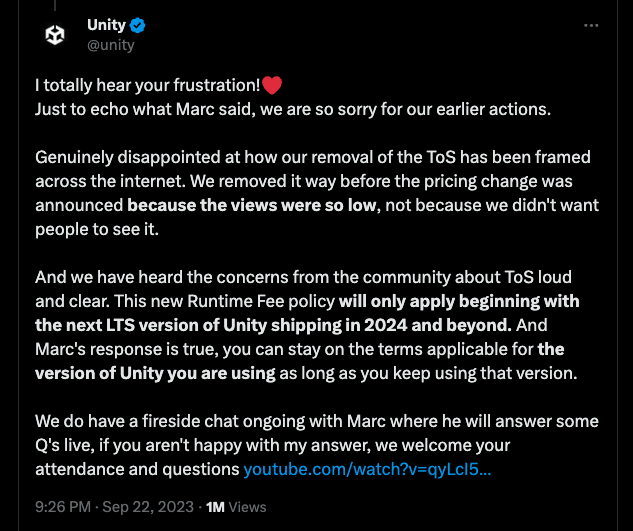 Unity
@unity
I totally hear your frustration!❤️
Just to echo what Marc said, we are so sorry for our earlier actions.
Genuinely disappointed at how our removal of the ToS has been framed
across the internet. We removed it way before the pricing change was
announced because the views were so low, not because we didn't want
people to see it.
And we have heard the concerns from the community about ToS loud
and clear. This new Runtime Fee policy will only apply beginning with
the next LTS version of Unity shipping in 2024 and beyond. And
Marc's response is true, you can stay on the terms applicable for the
version of Unity you are using as long as you keep using that version.
We do have a fireside chat ongoing with Marc where he will answer some
Q's live, if you aren't happy with my answer, we welcome your
attendance and questions youtube.com/watch?v=qyLcI5...
9:26 PM · Sep 22, 2023 · 1M Views